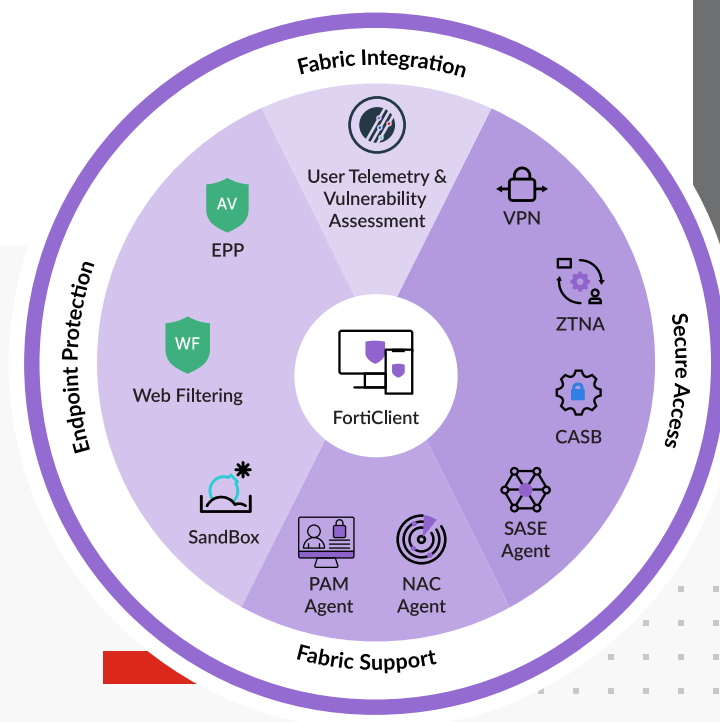 Fabric Integration
User Telemetry &
Vulnerability
Assessment
AV
EPP
VPN
Endpoint Protection
ZTNA
Secure Access
WF
Web Filtering
FortiClient
CASB
SandBox
SASE
Agent
PAM
Agent
NAC
Agent
Fabric Support